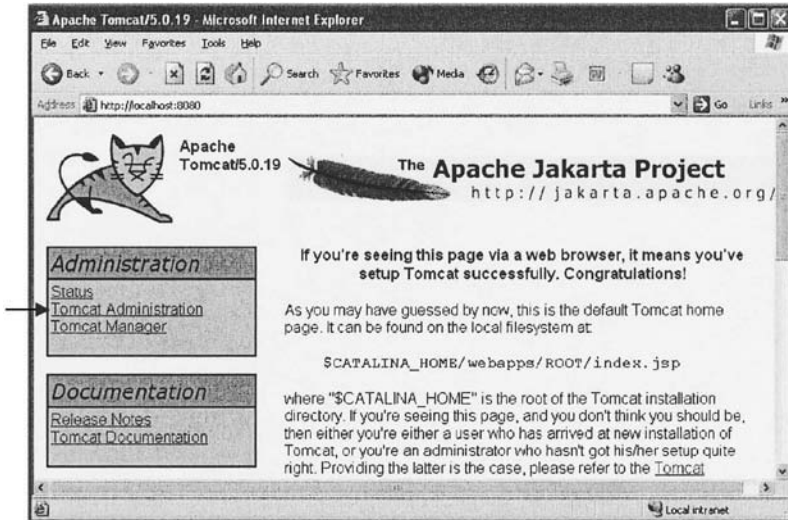 Apache Tomcat/5.0.19 - Microsoft Internet Explorer
File Edit View Favorites Tools Help
Back Search Favorites Media
Address http://localhost:8080 Go Links »
Apache
Tomcat/5.0.19
The Apache Jakarta Project
http://jakarta.apache.org/
Administration
Status
Tomcat Administration
Tomcat Manager
Documentation
Release Notes
Tomcat Documentation
If you're seeing this page via a web browser, it means you've
setup Tomcat successfully. Congratulations!
As you may have guessed by now, this is the default Tomcat home
page. It can be found on the local filesystem at:
$CATALINA_HOME/webapps/ROOT/index.jsp
where "$CATALINA_HOME" is the root of the Tomcat installation
directory. If you're seeing this page, and you don't think you should be,
then either you're either a user who has arrived at new installation of
Tomcat, or you're an administrator who hasn't got his/her setup quite
right. Providing the latter is the case, please refer to the Tomcat
Local intranet